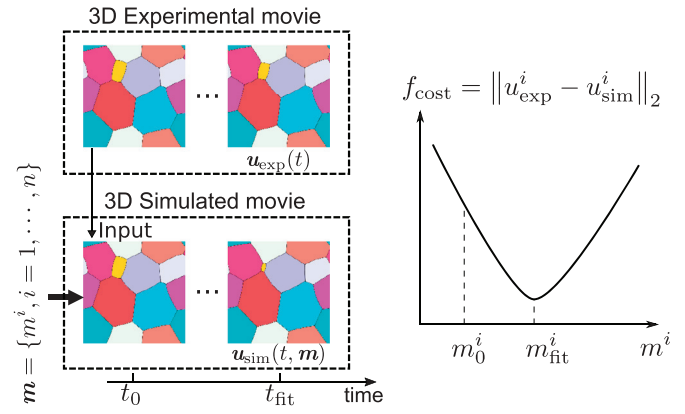 3D Experimental movie
...
u_exp(t)
3D Simulated movie
Input
...
u_sim(t, m)
m = {m^i, i = 1, ⋯, n}
t_0
t_fit
time
f_cost = ‖u^i_exp − u^i_sim‖_2
m^i_0
m^i_fit
m^i